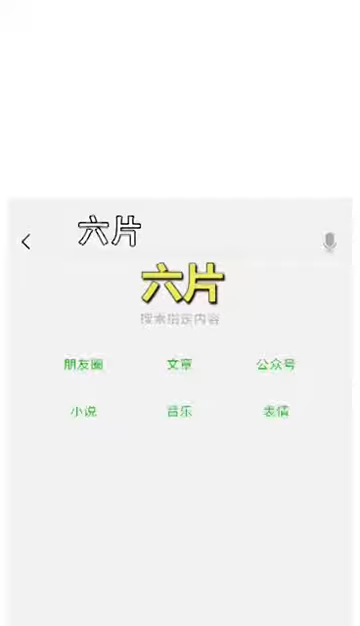 六片
六片
搜索指定内容
朋友圈 文章 公众号
小说 音乐 表情